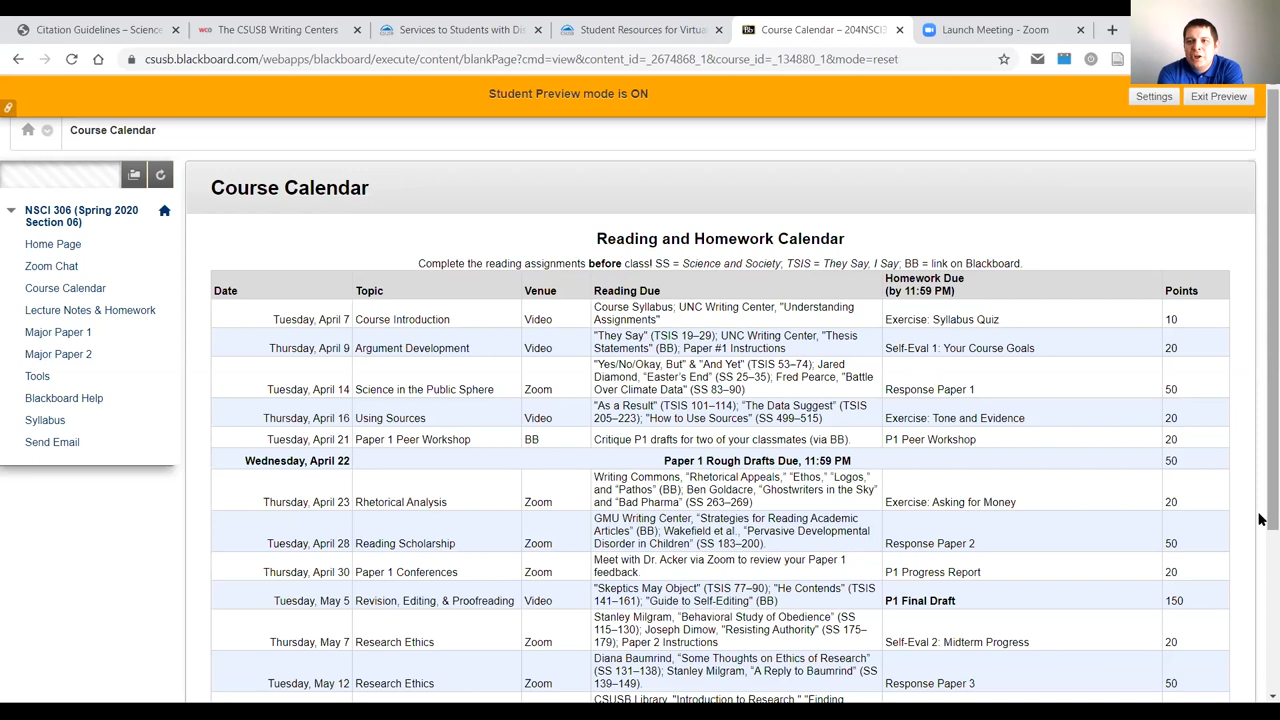 Citation Guidelines – Science
The CSUSB Writing Centers
Services to Students with Di
Student Resources for Virtua
Course Calendar – 204NSCI3
Launch Meeting - Zoom
csusb.blackboard.com/webapps/blackboard/execute/content/blankPage?cmd=view&content_id=_2674868_1&course_id=_134880_1&mode=reset
Student Preview mode is ON
Settings
Exit Preview
Course Calendar
NSCI 306 (Spring 2020
Section 06)
Home Page
Zoom Chat
Course Calendar
Lecture Notes & Homework
Major Paper 1
Major Paper 2
Tools
Blackboard Help
Syllabus
Send Email
Course Calendar
Reading and Homework Calendar
Complete the reading assignments before class! SS = Science and Society; TSIS = They Say, I Say; BB = link on Blackboard.
Date Topic Venue Reading Due Homework Due (by 11:59 PM) Points
Tuesday, April 7 Course Introduction Video Course Syllabus; UNC Writing Center, "Understanding Assignments" Exercise: Syllabus Quiz 10
Thursday, April 9 Argument Development Video "They Say" (TSIS 19–29); UNC Writing Center, "Thesis Statements" (BB); Paper #1 Instructions Self-Eval 1: Your Course Goals 20
Tuesday, April 14 Science in the Public Sphere Zoom "Yes/No/Okay, But" & "And Yet" (TSIS 53–74); Jared Diamond, "Easter's End" (SS 25–35); Fred Pearce, "Battle Over Climate Data" (SS 83–90) Response Paper 1 50
Thursday, April 16 Using Sources Video "As a Result" (TSIS 101–114); "The Data Suggest" (TSIS 205–223); "How to Use Sources" (SS 499–515) Exercise: Tone and Evidence 20
Tuesday, April 21 Paper 1 Peer Workshop BB Critique P1 drafts for two of your classmates (via BB). P1 Peer Workshop 20
Wednesday, April 22 Paper 1 Rough Drafts Due, 11:59 PM 50
Thursday, April 23 Rhetorical Analysis Zoom Writing Commons, "Rhetorical Appeals," "Ethos," "Logos," and "Pathos" (BB); Ben Goldacre, "Ghostwriters in the Sky" and "Bad Pharma" (SS 263–269) Exercise: Asking for Money 20
Tuesday, April 28 Reading Scholarship Zoom GMU Writing Center, "Strategies for Reading Academic Articles" (BB); Wakefield et al., "Pervasive Developmental Disorder in Children" (SS 183–200). Response Paper 2 50
Thursday, April 30 Paper 1 Conferences Zoom Meet with Dr. Acker via Zoom to review your Paper 1 feedback. P1 Progress Report 20
Tuesday, May 5 Revision, Editing, & Proofreading Video "Skeptics May Object" (TSIS 77–90); "He Contends" (TSIS 141–161); "Guide to Self-Editing" (BB) P1 Final Draft 150
Thursday, May 7 Research Ethics Zoom Stanley Milgram, "Behavioral Study of Obedience" (SS 115–130); Joseph Dimow, "Resisting Authority" (SS 175–179); Paper 2 Instructions Self-Eval 2: Midterm Progress 20
Tuesday, May 12 Research Ethics Zoom Diana Baumrind, "Some Thoughts on Ethics of Research" (SS 131–138); Stanley Milgram, "A Reply to Baumrind" (SS 139–149). Response Paper 3 50
CSUSB Library, "Introduction to Research," "Finding